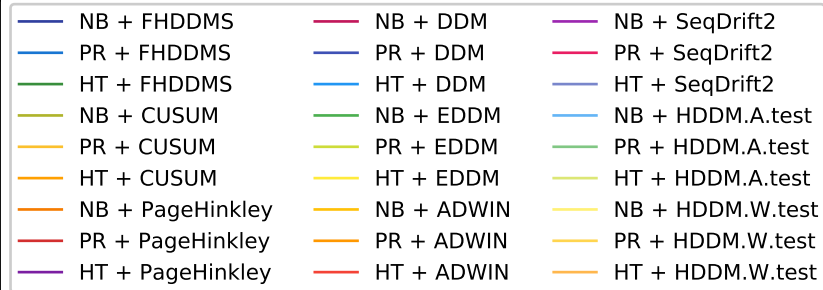 NB + FHDDMS
PR + FHDDMS
HT + FHDDMS
NB + CUSUM
PR + CUSUM
HT + CUSUM
NB + PageHinkley
PR + PageHinkley
HT + PageHinkley
NB + DDM
PR + DDM
HT + DDM
NB + EDDM
PR + EDDM
HT + EDDM
NB + ADWIN
PR + ADWIN
HT + ADWIN
NB + SeqDrift2
PR + SeqDrift2
HT + SeqDrift2
NB + HDDM.A.test
PR + HDDM.A.test
HT + HDDM.A.test
NB + HDDM.W.test
PR + HDDM.W.test
HT + HDDM.W.test